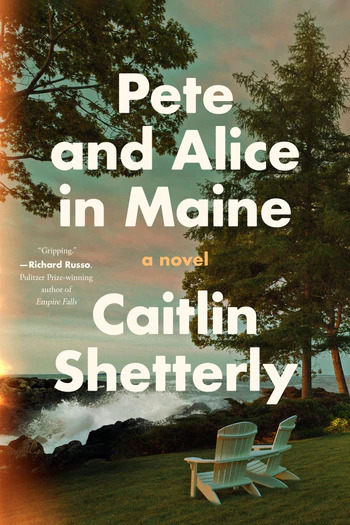 Pete
and Alice
in Maine
a novel
“Gripping.”
—Richard Russo,
Pulitzer Prize-winning
author of
Empire Falls
Caitlin
Shetterly